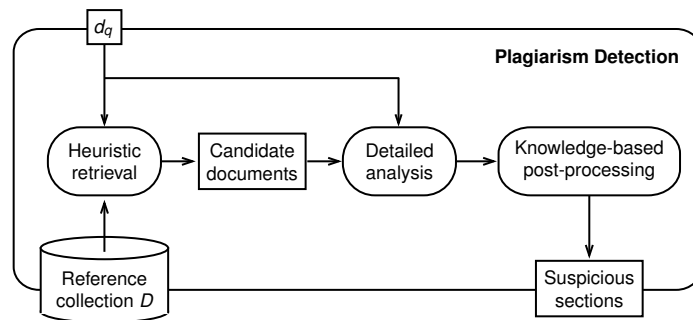 d_q
Plagiarism Detection
Heuristic
retrieval
Candidate
documents
Detailed
analysis
Knowledge-based
post-processing
Reference
collection D
Suspicious
sections